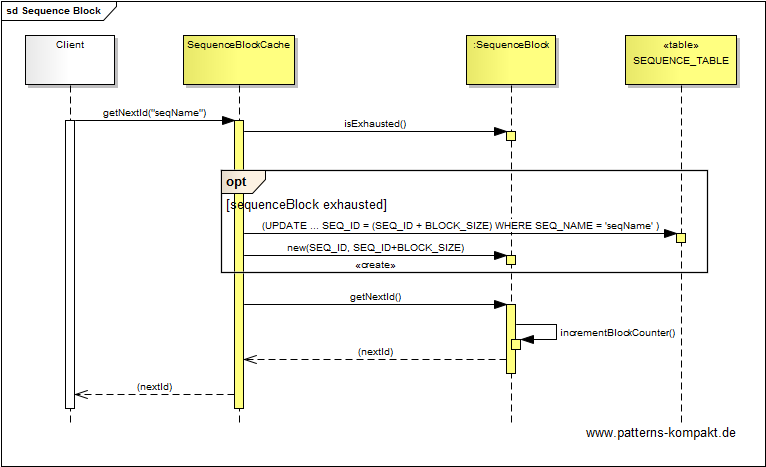 sd Sequence Block
Client
SequenceBlockCache
:SequenceBlock
«table»
SEQUENCE_TABLE
getNextId("seqName")
isExhausted()
opt
[sequenceBlock exhausted]
(UPDATE ... SEQ_ID = (SEQ_ID + BLOCK_SIZE) WHERE SEQ_NAME = 'seqName' )
new(SEQ_ID, SEQ_ID+BLOCK_SIZE)
«create»
getNextId()
incrementBlockCounter()
(nextId)
(nextId)
www.patterns-kompakt.de